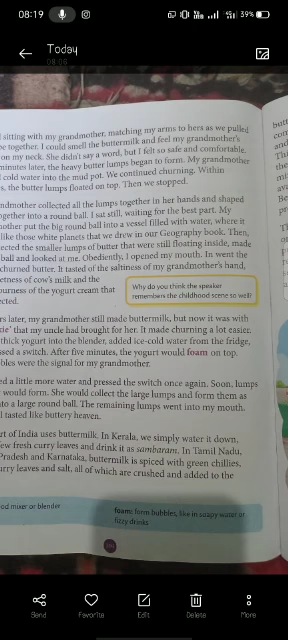 08:19
39%
Today
08:08
sitting with my grandmother, matching my arms to hers as we pulled
be together. I could smell the buttermilk and feel my grandmother's
on my neck. She didn't say a word, but I felt so safe and comfortable.
minutes later, the heavy butter lumps began to form. My grandmother
cold water into the mud pot. We continued churning. Within
s, the butter lumps floated on top. Then we stopped.
ndmother collected all the lumps together in her hands and shaped
together into a round ball. I sat still, waiting for the best part. My
mother put the big round ball into a vessel filled with water, where it
like those white planets that we drew in our Geography book. Then,
ected the smaller lumps of butter that were still floating inside, made
ball and looked at me. Obediently, I opened my mouth. In went the
churned butter. It tasted of the saltiness of my grandmother's hand,
eetness of cow's milk and the
ourness of the yogurt cream that
ected.
Why do you think the speaker
remembers the childhood scene so well?
rs later, my grandmother still made buttermilk, but now it was with
xie' that my uncle had brought for her. It made churning a lot easier.
thick yogurt into the blender, added ice-cold water from the fridge,
ssed a switch. After five minutes, the yogurt would foam on top.
bbles were the signal for my grandmother.
ed a little more water and pressed the switch once again. Soon, lumps
would form. She would collect the large lumps and form them as
nto a large round ball. The remaining lumps went into my mouth.
l tasted like buttery heaven.
rt of India uses buttermilk. In Kerala, we simply water it down,
few fresh curry leaves and drink it as sambaram. In Tamil Nadu,
Pradesh and Karnataka, buttermilk is spiced with green chillies,
urry leaves and salt, all of which are crushed and added to the
od mixer or blender
foam: form bubbles, like in soapy water or
fizzy drinks
Send
Favorite
Edit
Delete
More